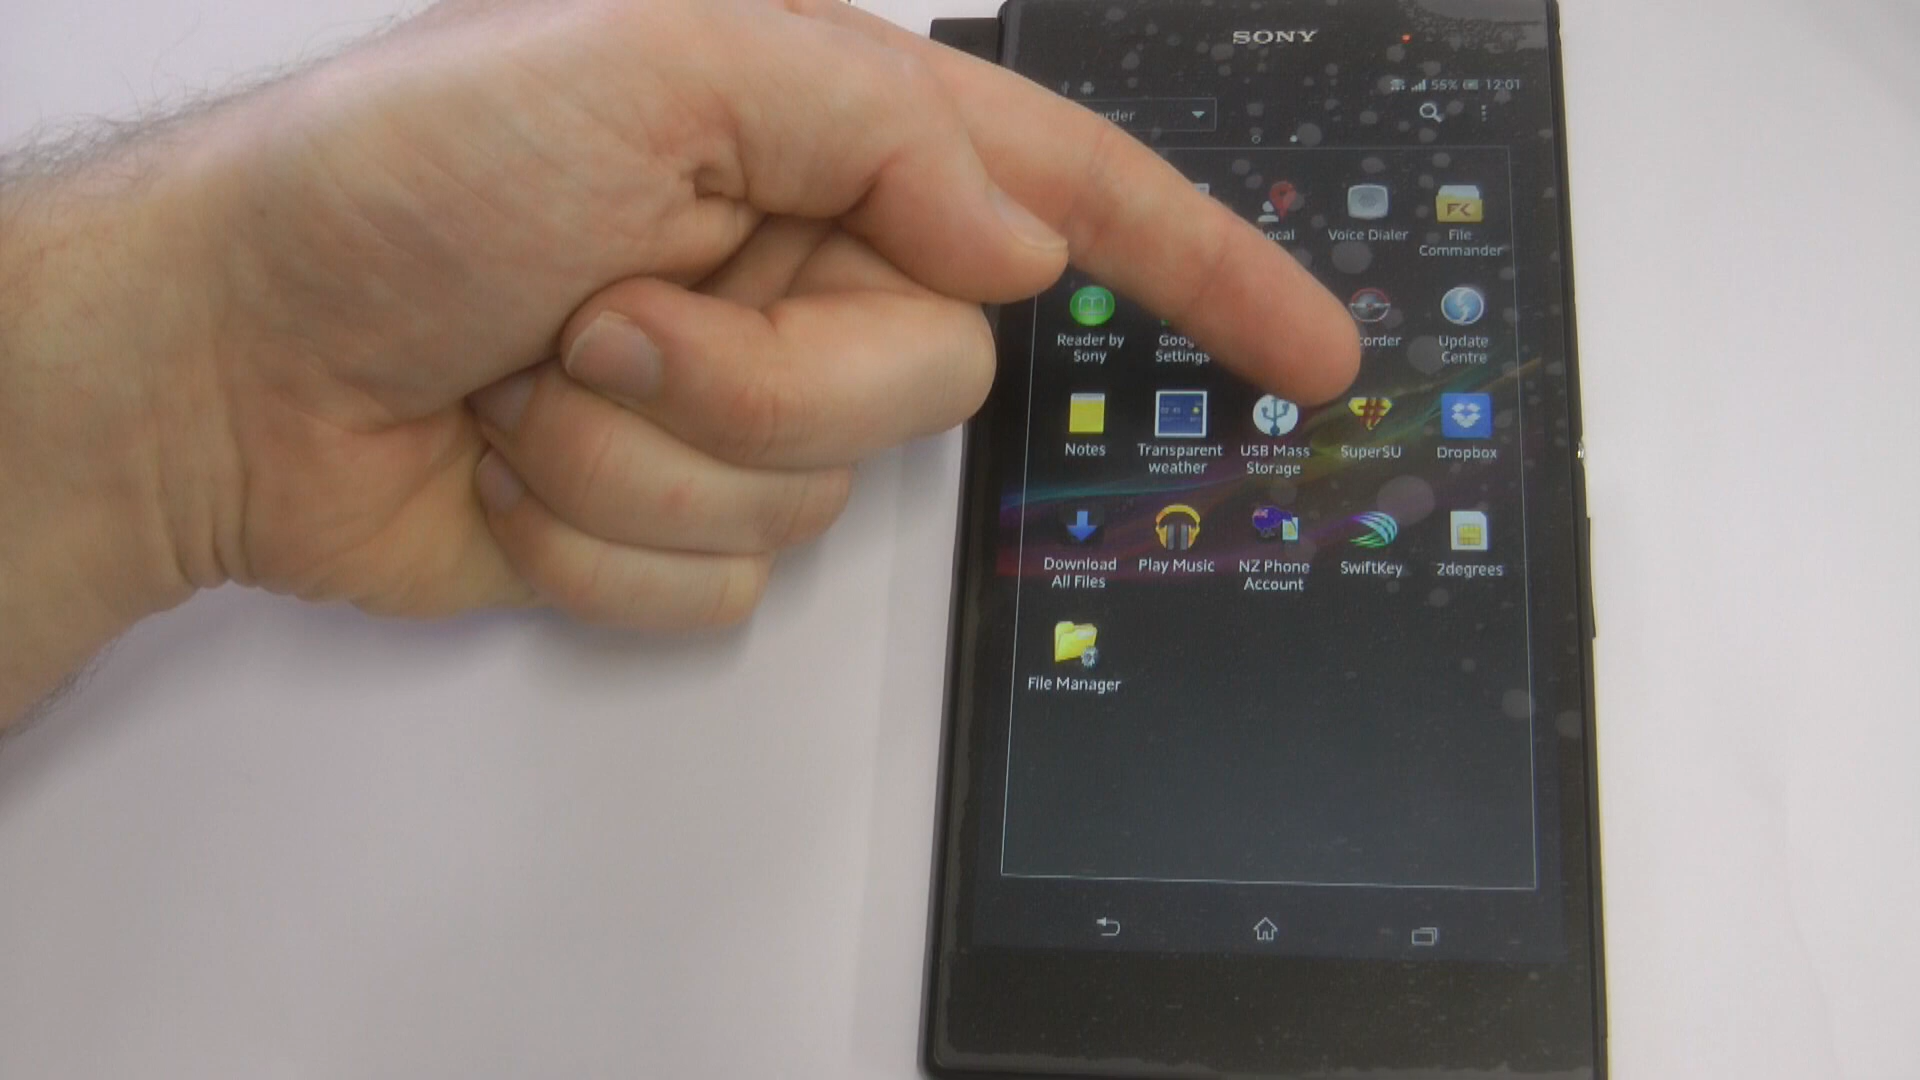 SONY
55% 12:01
Voice Dialer
File
Commander
FC
Reader by
Sony
Settings
Update
Centre
Notes
Transparent
weather
USB Mass
Storage
SuperSU
Dropbox
Download
All Files
Play Music
NZ Phone
Account
SwiftKey
2degrees
File Manager